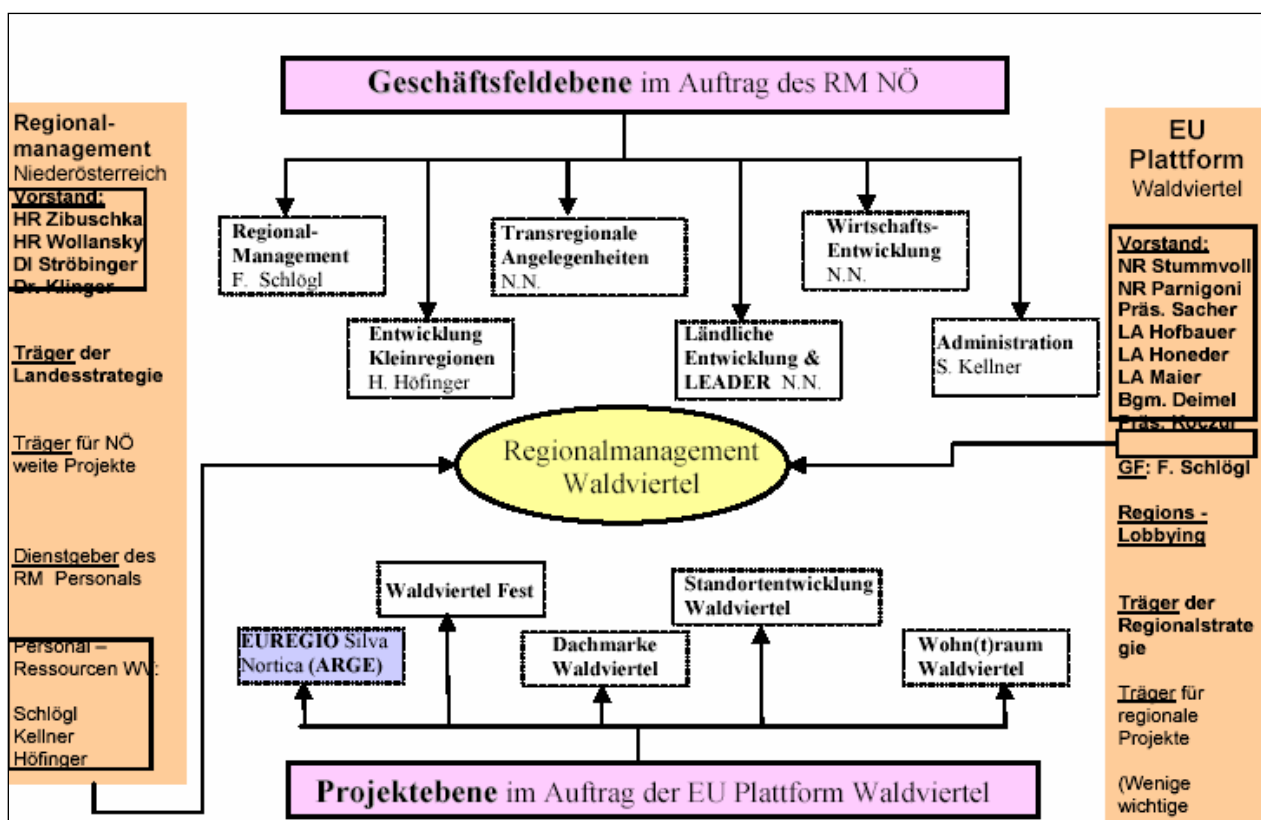 Geschäftsfeldebene im Auftrag des RM NÖ
Regional-
management
Niederösterreich
Vorstand:
HR Zibuschka
HR Wollansky
DI Ströbinger
Dr. Klinger
Träger der
Landesstrategie
Träger für NÖ
weite Projekte
Dienstgeber des
RM Personals
Personal –
Ressourcen WV:
Schlögl
Kellner
Höfinger
Regional-
Management
F. Schlögl
Transregionale
Angelegenheiten
N.N.
Wirtschafts-
Entwicklung
N.N.
Entwicklung
Kleinregionen
H. Höfinger
Ländliche
Entwicklung &
LEADER N.N.
Administration
S. Kellner
Regionalmanagement
Waldviertel
Waldviertel Fest
Standortentwicklung
Waldviertel
EUREGIO Silva
Nortica (ARGE)
Dachmarke
Waldviertel
Wohn(t)raum
Waldviertel
Projektebene im Auftrag der EU Plattform Waldviertel
EU
Plattform
Waldviertel
Vorstand:
NR Stummvoll
NR Parnigoni
Präs. Sacher
LA Hofbauer
LA Honeder
LA Maier
Bgm. Deimel
Präs. Koczur
GF: F. Schlögl
Regions -
Lobbying
Träger der
Regionalstrate
gie
Träger für
regionale
Projekte
(Wenige
wichtige